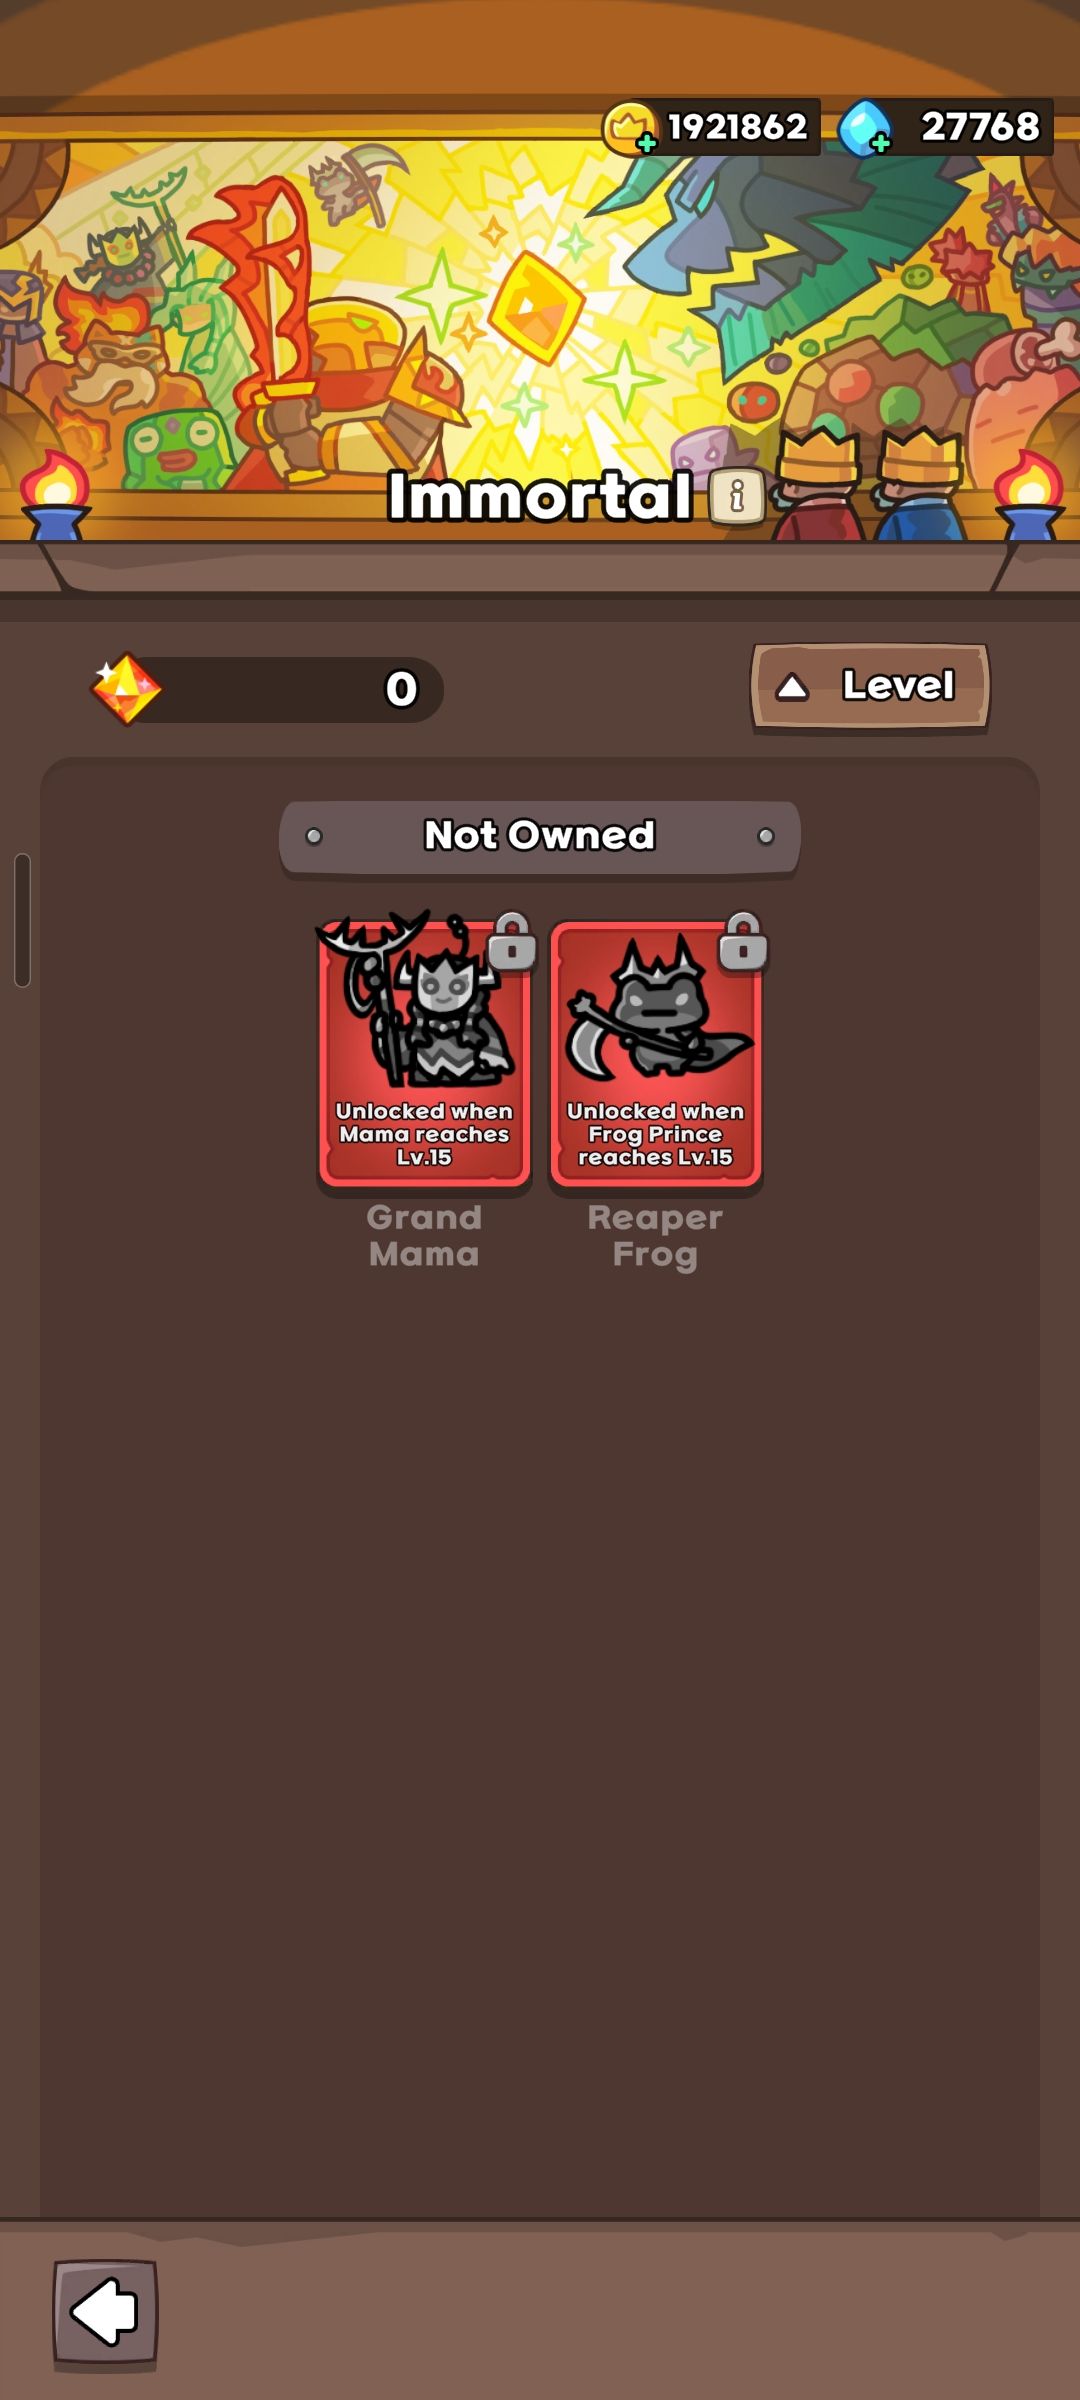 1921862
27768
Immortal
i
0
Level
Not Owned
Unlocked when
Mama reaches
Lv.15
Unlocked when
Frog Prince
reaches Lv.15
Grand
Mama
Reaper
Frog